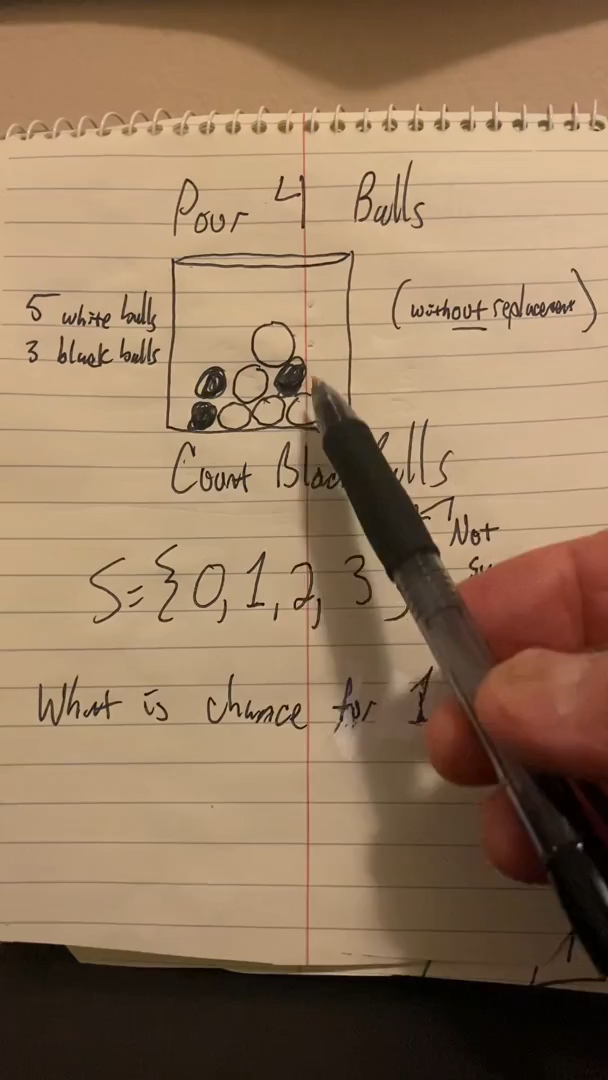 Pour 4 Balls
5 white balls
3 black balls
(without replacement)
Count
Not
S={0, 1, 2, 3
What is chance for 1